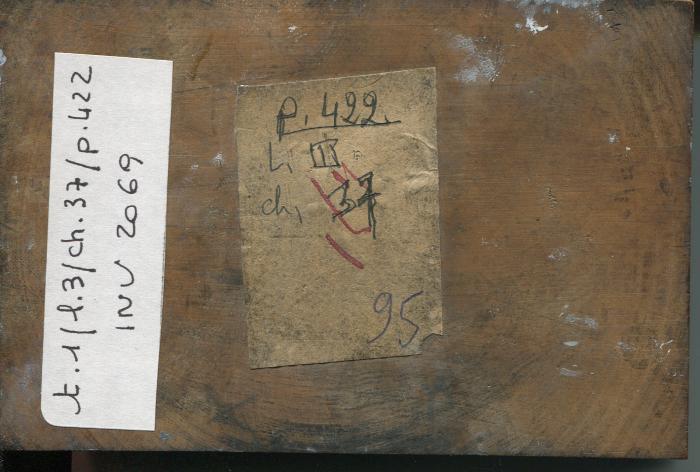 t.1/l.3/ch.37/p.422
INV 2069
p. 422
L, III
ch, 37
95